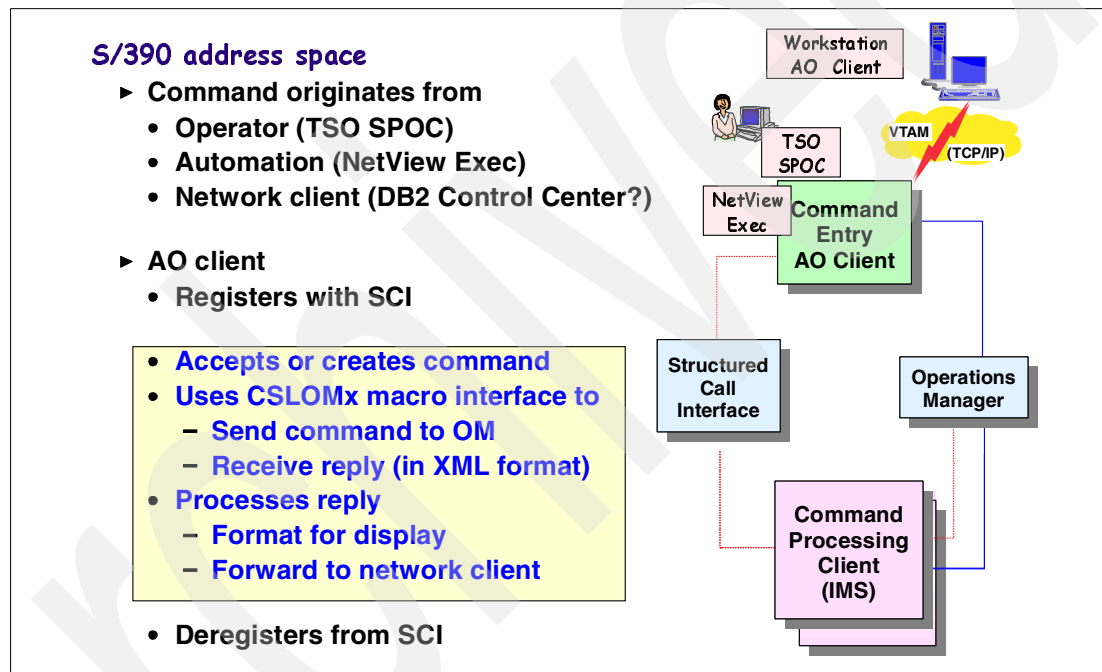 S/390 address space
► Command originates from
• Operator (TSO SPOC)
• Automation (NetView Exec)
• Network client (DB2 Control Center?)
► AO client
• Registers with SCI
• Accepts or creates command
• Uses CSLOMx macro interface to
– Send command to OM
– Receive reply (in XML format)
• Processes reply
– Format for display
– Forward to network client
• Deregisters from SCI
Workstation
AO Client
VTAM
(TCP/IP)
TSO
SPOC
NetView
Exec
Command
Entry
AO Client
Structured
Call
Interface
Operations
Manager
Command
Processing
Client
(IMS)